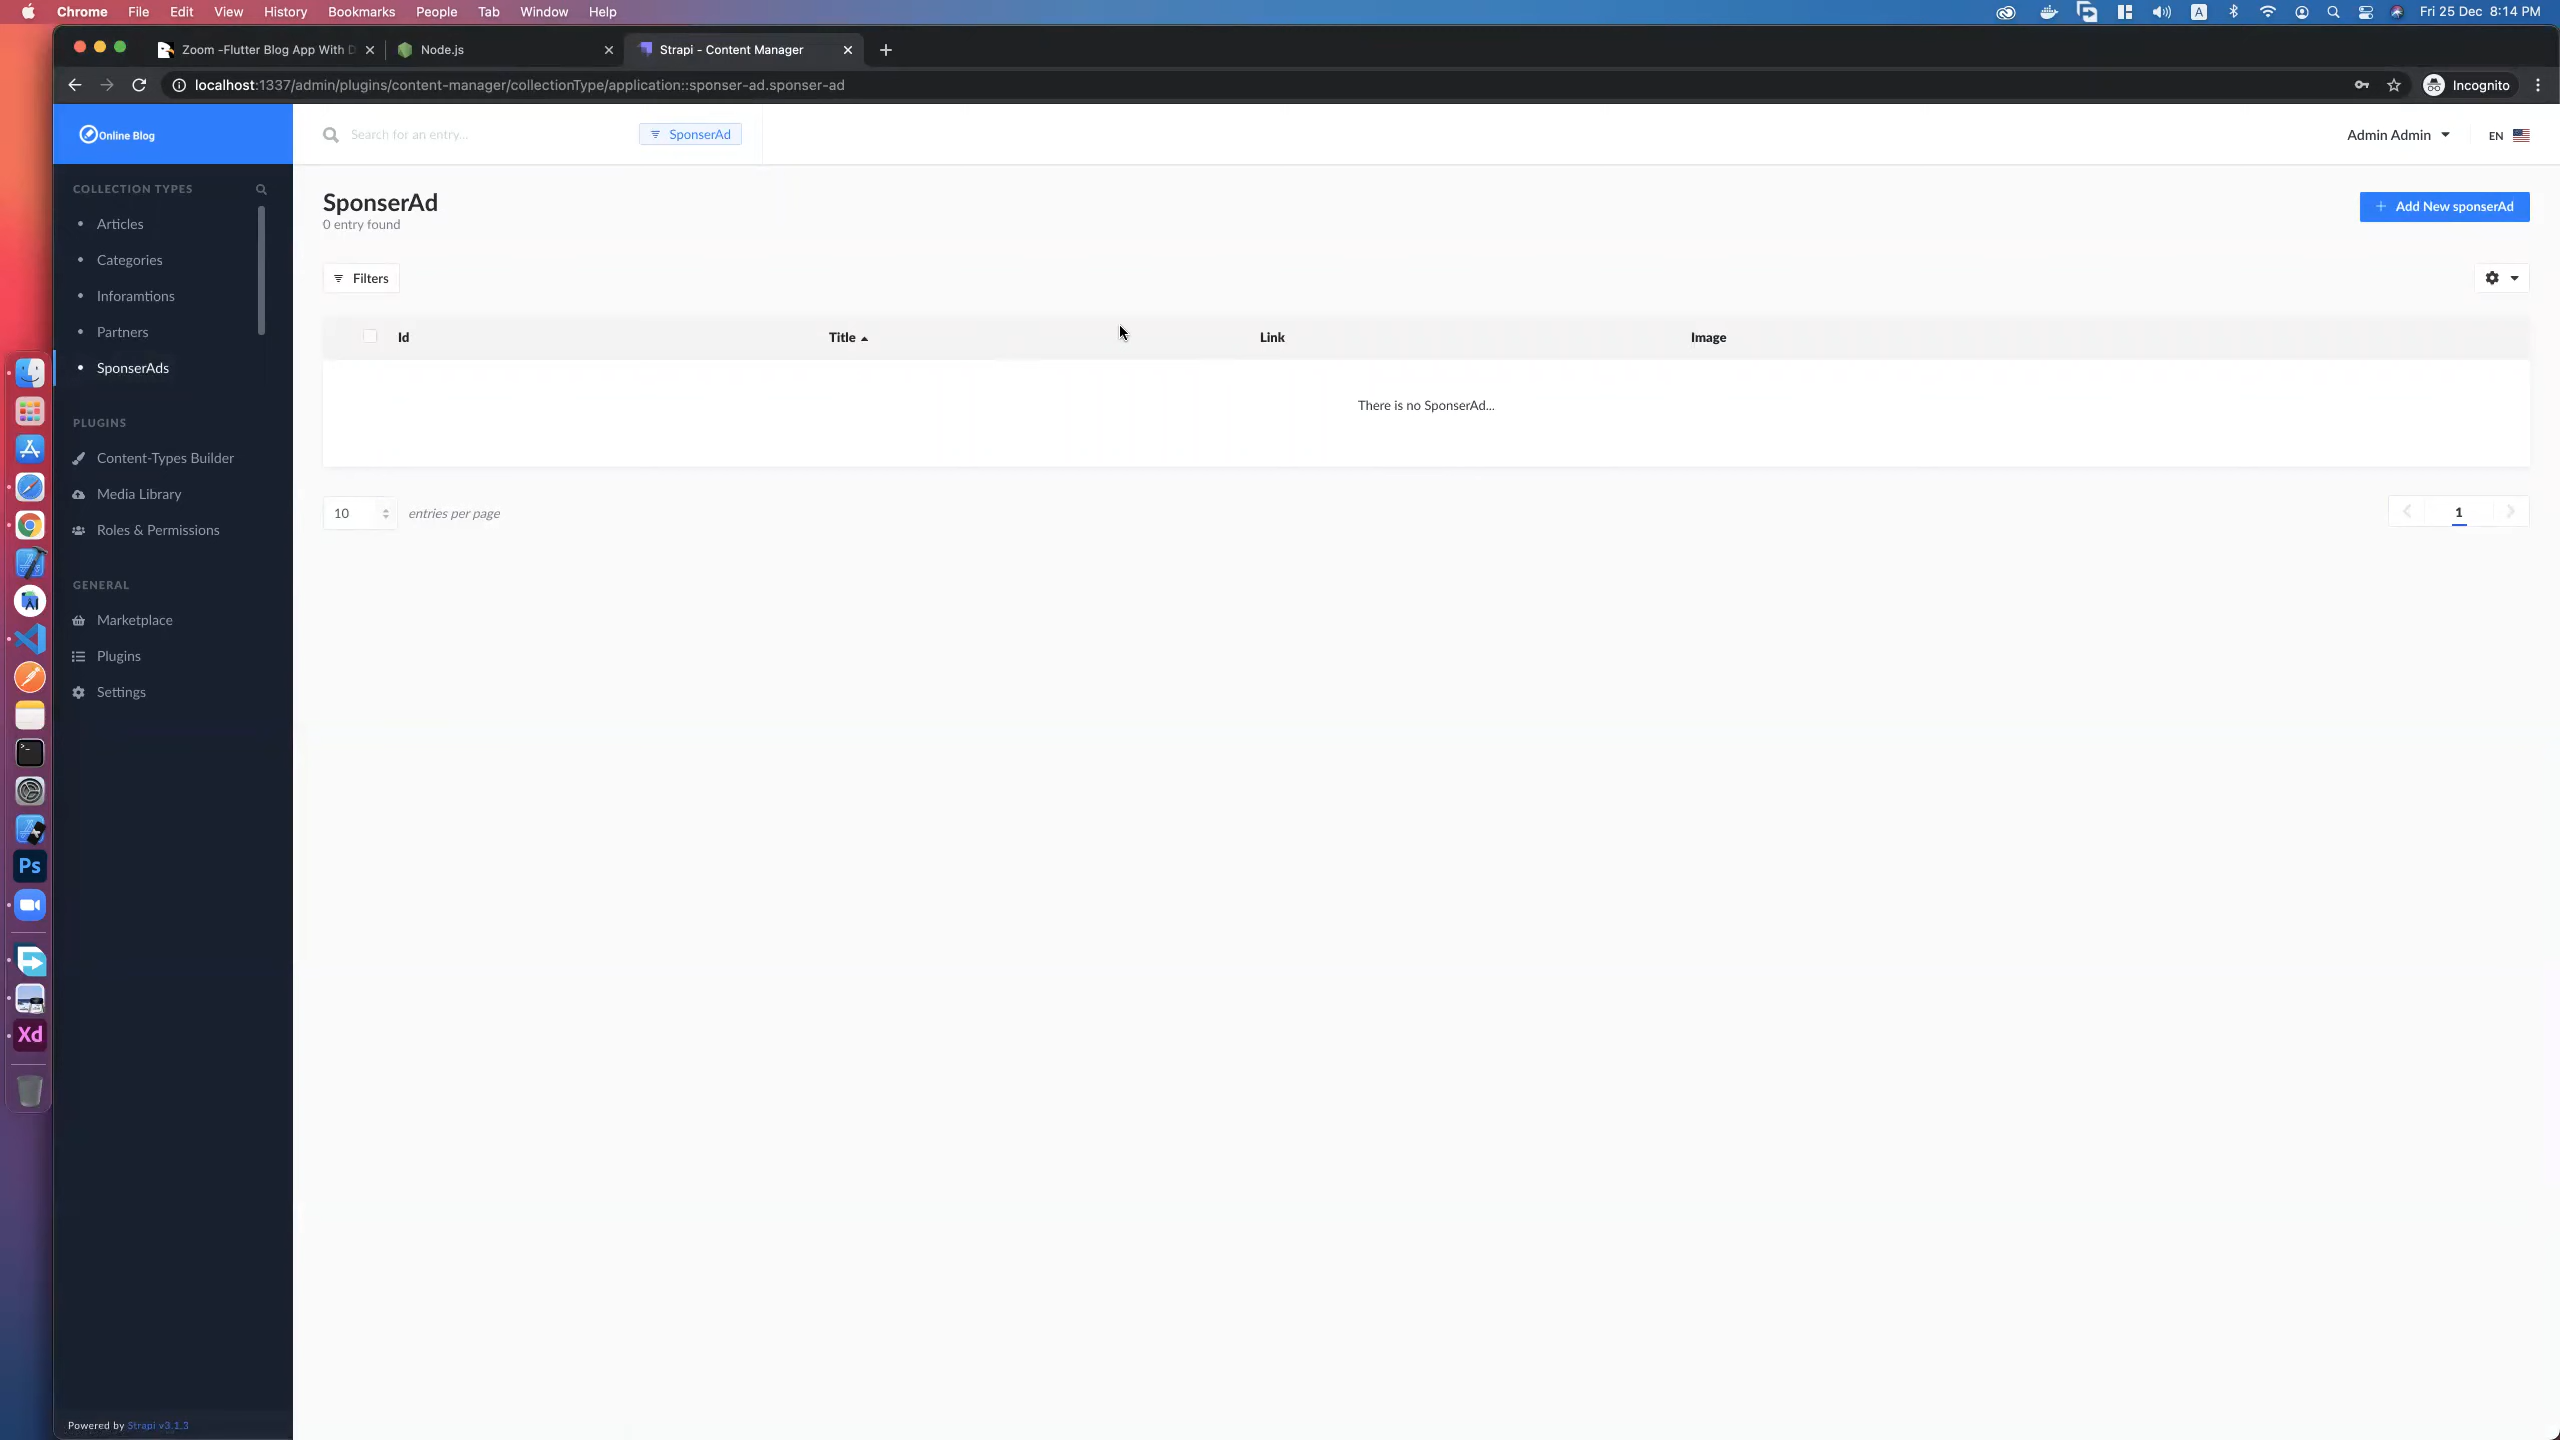 Chrome File Edit View History Bookmarks People Tab Window Help
A
Fri 25 Dec 8:14 PM
Zoom -Flutter Blog App With D
Node.js
Strapi - Content Manager
localhost:1337/admin/plugins/content-manager/collectionType/application::sponser-ad.sponser-ad
Incognito
Online Blog
Search for an entry...
SponserAd
Admin Admin
EN
COLLECTION TYPES
Articles
Categories
Inforamtions
Partners
SponserAds
PLUGINS
Content-Types Builder
Media Library
Roles & Permissions
GENERAL
Marketplace
Plugins
Settings
Powered by Strapi v3.1.3
SponserAd
0 entry found
+ Add New sponserAd
Filters
Id Title Link Image
There is no SponserAd...
10 entries per page
1
Ps
Xd